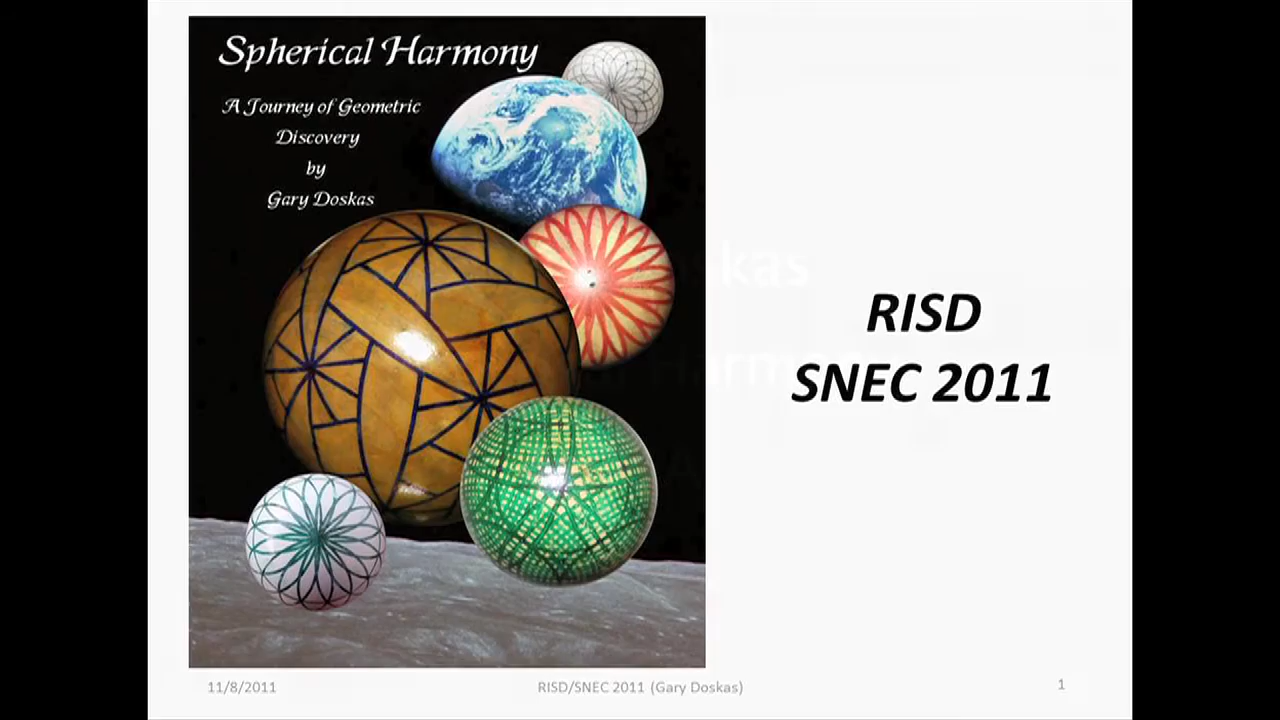 Spherical Harmony
A Journey of Geometric
Discovery
by
Gary Doskas
RISD
SNEC 2011
11/8/2011
RISD/SNEC 2011 (Gary Doskas)
1